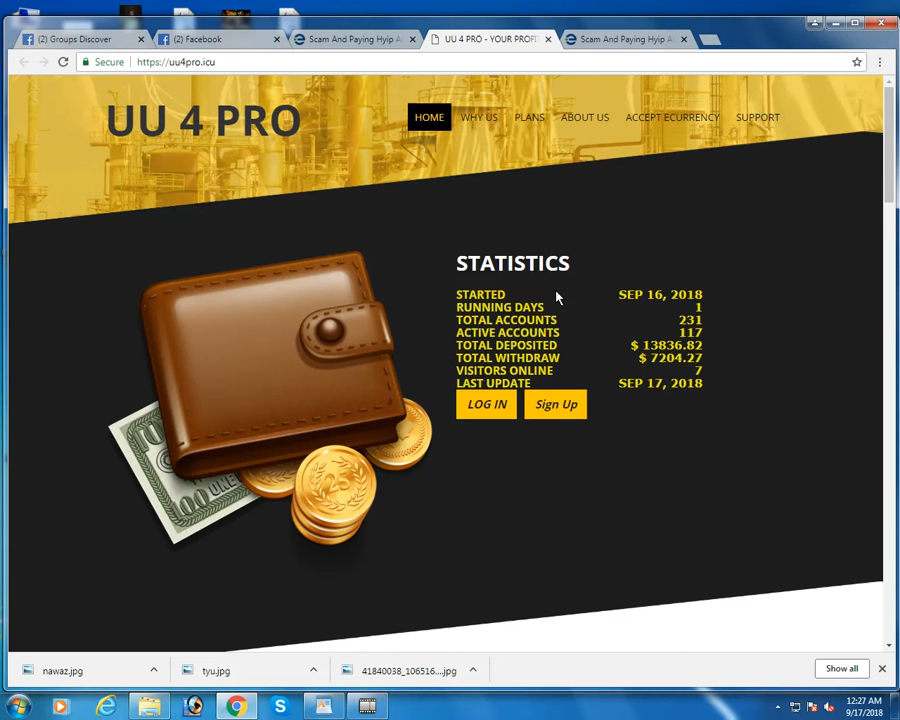 (2) Groups Discover
(2) Facebook
Scam And Paying Hyip A
UU 4 PRO - YOUR PROFI
Scam And Paying Hyip A
Secure
https://uu4pro.icu
UU 4 PRO
HOME
WHY US
PLANS
ABOUT US
ACCEPT ECURRENCY
SUPPORT
STATISTICS
STARTED SEP 16, 2018
RUNNING DAYS 1
TOTAL ACCOUNTS 231
ACTIVE ACCOUNTS 117
TOTAL DEPOSITED $ 13836.82
TOTAL WITHDRAW $ 7204.27
VISITORS ONLINE 7
LAST UPDATE SEP 17, 2018
LOG IN
Sign Up
25
nawaz.jpg
tyu.jpg
41840038_106516....jpg
Show all
12:27 AM
9/17/2018